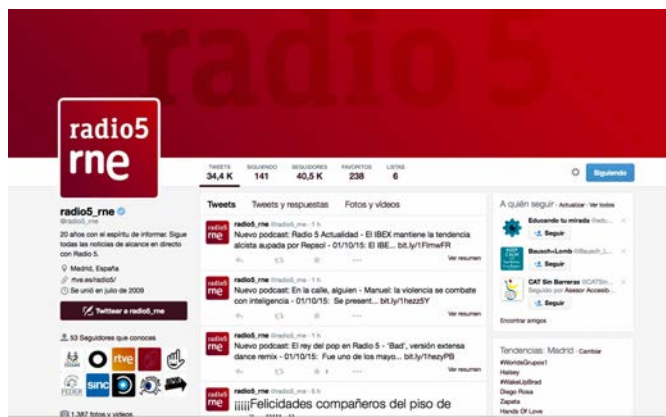 radio 5
radio5
rne
TWEETS
34,4 K
SIGUIENDO
141
SEGUIDORES
40,5 K
FAVORITOS
238
LISTAS
6
Siguiendo
radio5_rne
@radio5_rne
20 años con el espíritu de informar. Sigue
todas las noticias de alcance en directo
con Radio 5.
Madrid, España
rtve.es/radio5/
Se unió en julio de 2009
Twittear a radio5_rne
53 Seguidores que conoces
rtve
FEDER
sinc
1.387 fotos y vídeos
Tweets Tweets y respuestas Fotos y vídeos
radio5_rne @radio5_rne · 1 h
Nuevo podcast: Radio 5 Actualidad - El IBEX mantiene la tendencia
alcista aupada por Repsol - 01/10/15: El IBE...
Ver resumen
radio5_rne @radio5_rne · 1 h
Nuevo podcast: En la calle, alguien - Manuel: la violencia se combate
con inteligencia - 01/10/15: Se present... bit.ly/1hezz5Y
Ver resumen
radio5_rne @radio5_rne · 1 h
Nuevo podcast: El rey del pop en Radio 5 - 'Bad', versión extensa
dance remix - 01/10/15: Fue uno de los mayo... bit.ly/1hezyPB
Ver resumen
radio5_rne @radio5_rne
¡¡¡¡¡Felicidades compañeros del piso de
A quién seguir · Actualizar · Ver todos
Educando tu mirada
Seguir
Bausch+Lomb @Bausch_L...
Seguir
CAT Sin Barreras @CATSin...
Seguido por Asesor Accesib...
Seguir
Encontrar amigos
Tendencias: Madrid · Cambiar
#WorldsGrupos1
Halsey
#WakeUpBrad
Diego Rosa
Zapata
Hands Of Love